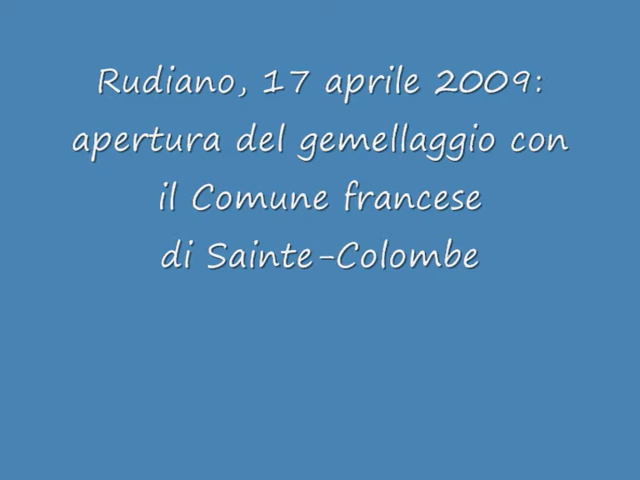 Rudiano, 17 aprile 2009:
apertura del gemellaggio con
il Comune francese
di Sainte-Colombe